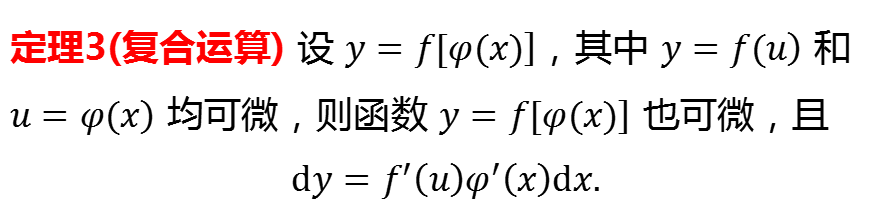 定理3(复合运算) 设 y = f[φ(x)]，其中 y = f(u) 和
u = φ(x) 均可微，则函数 y = f[φ(x)] 也可微，且
dy = f′(u)φ′(x)dx.